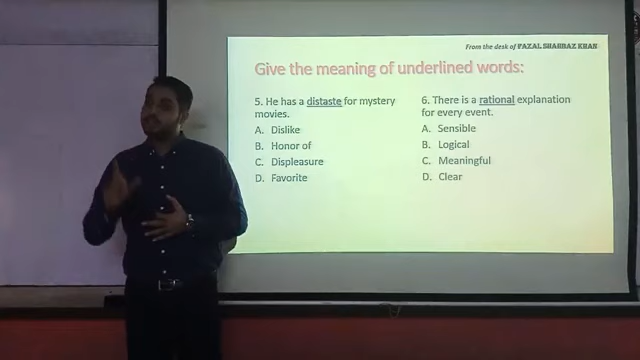 From the desk of FAZAL SHAHBAZ KHAN
Give the meaning of underlined words:
5. He has a distaste for mystery
movies.
A. Dislike
B. Honor of
C. Displeasure
D. Favorite
6. There is a rational explanation
for every event.
A. Sensible
B. Logical
C. Meaningful
D. Clear